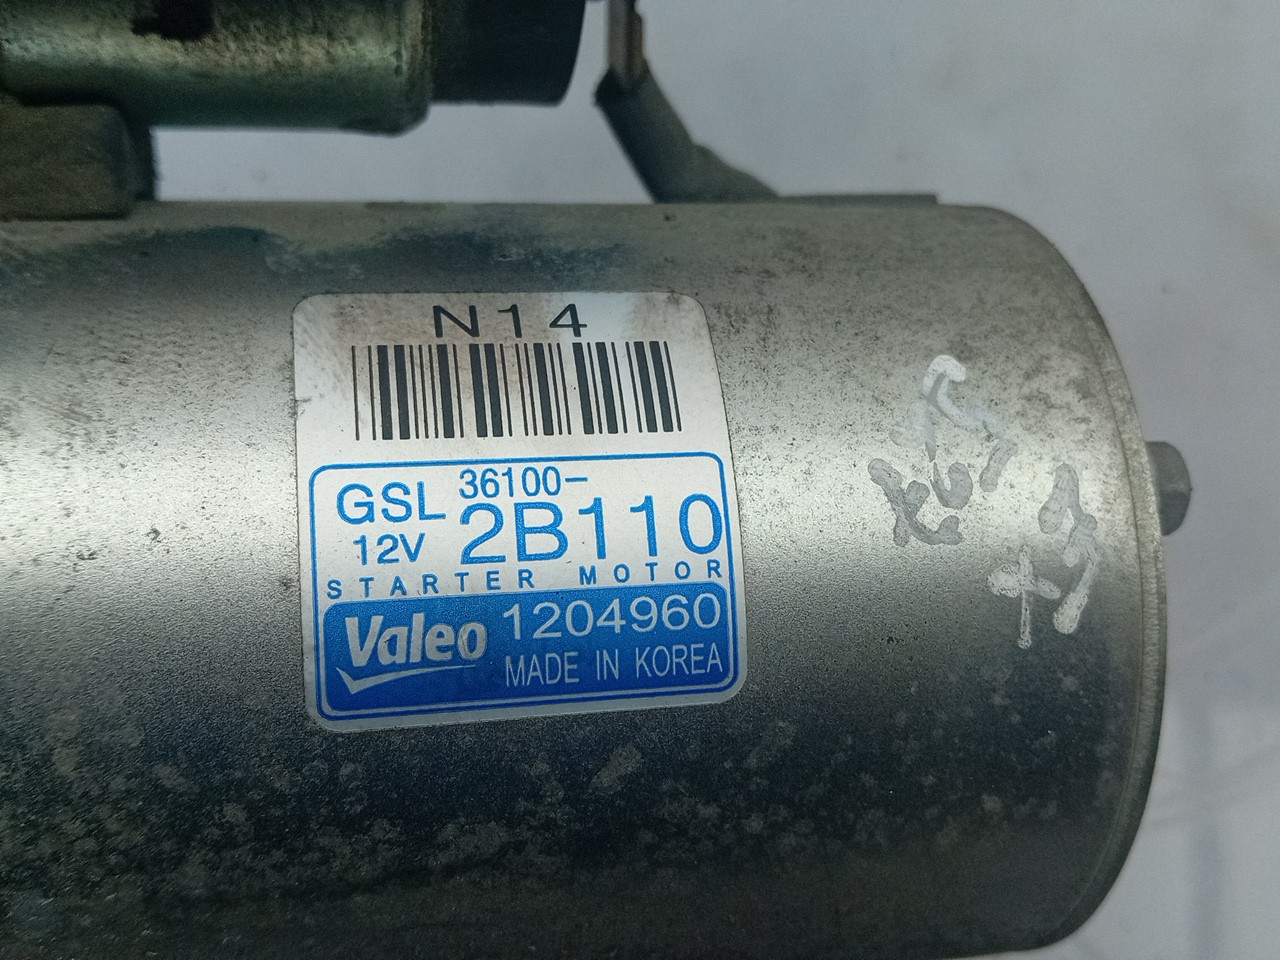 N14
GSL 36100-
12V 2B110
STARTER MOTOR
Valeo 1204960
MADE IN KOREA